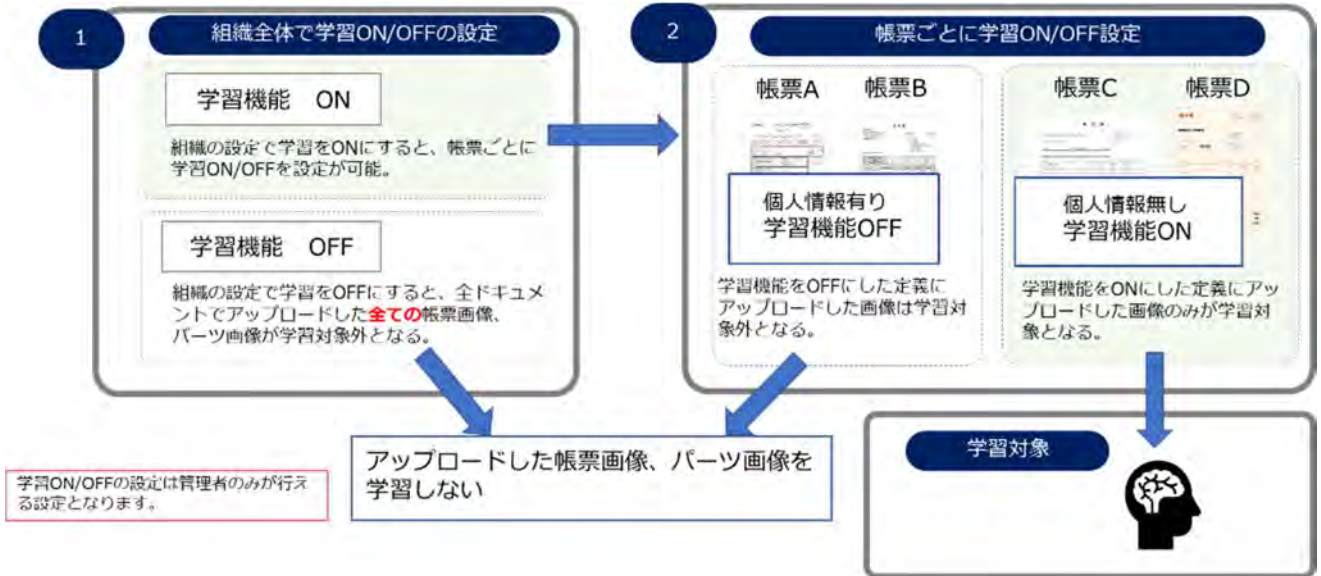 1
組織全体で学習ON/OFFの設定
学習機能 ON
組織の設定で学習をONにすると、帳票ごとに
学習ON/OFFを設定が可能。
学習機能 OFF
組織の設定で学習をOFFにすると、全ドキュメ
ントでアップロードした全ての帳票画像、
パーツ画像が学習対象外となる。
2
帳票ごとに学習ON/OFF設定
帳票A 帳票B
個人情報有り
学習機能OFF
学習機能をOFFにした定義に
アップロードした画像は学習対
象外となる。
帳票C 帳票D
個人情報無し
学習機能ON
学習機能をONにした定義にアッ
プロードした画像のみが学習対
象となる。
アップロードした帳票画像、パーツ画像を
学習しない
学習対象
学習ON/OFFの設定は管理者のみが行え
る設定となります。